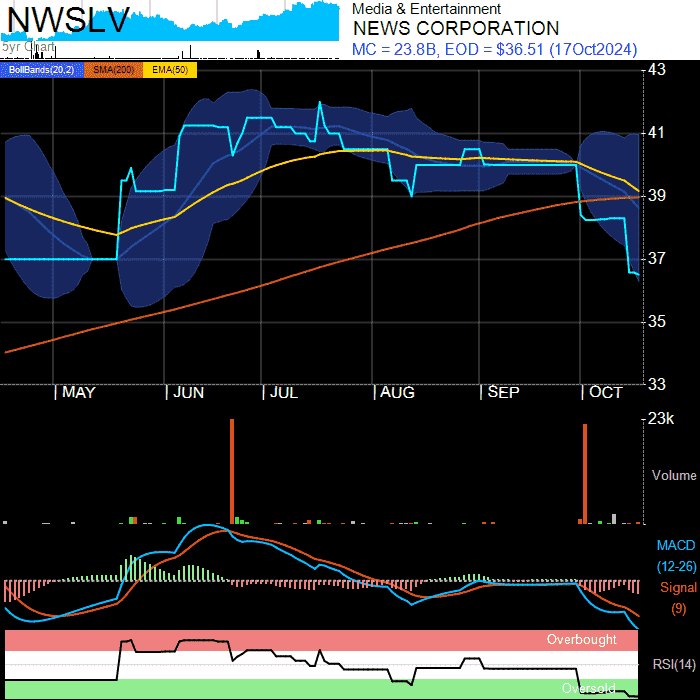 NWSLV
5yr Chart
Media & Entertainment
NEWS CORPORATION
MC = 23.8B, EOD = $36.51 (17Oct2024)
BollBands(20,2) SMA(200) EMA(50)
43
41
39
37
35
33
MAY JUN JUL AUG SEP OCT
23k
Volume
MACD
(12-26)
Signal
(9)
Overbought
RSI(14)
Oversold